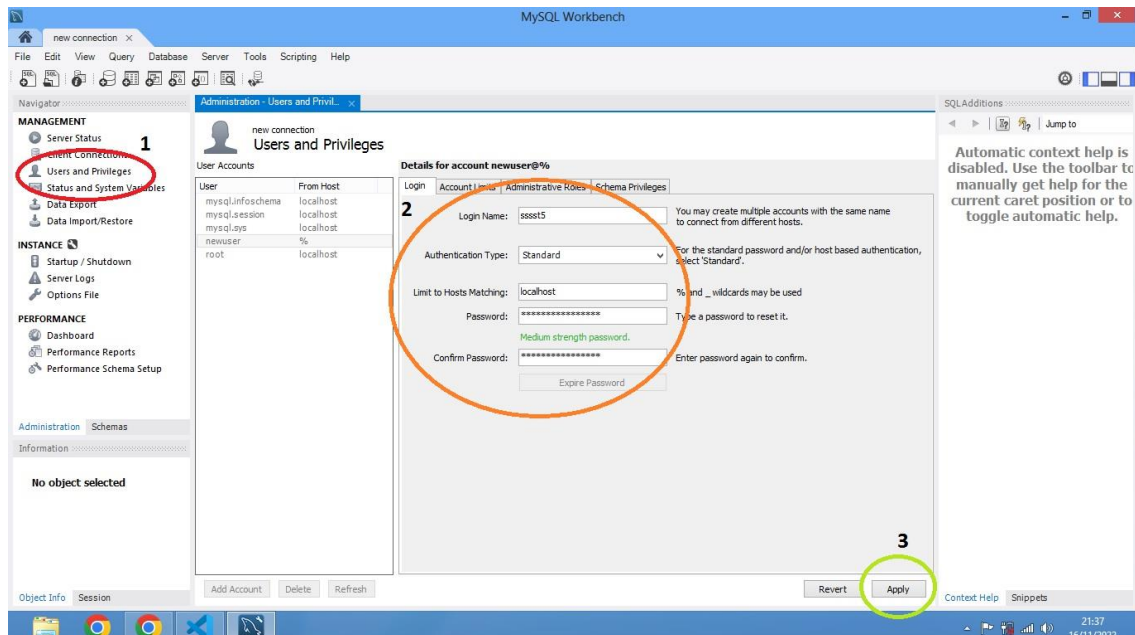 MySQL Workbench
new connection
File Edit View Query Database Server Tools Scripting Help
Navigator
MANAGEMENT
Server Status
1
Client Connections
Users and Privileges
Status and System Variables
Data Export
Data Import/Restore
INSTANCE
Startup / Shutdown
Server Logs
Options File
PERFORMANCE
Dashboard
Performance Reports
Performance Schema Setup
Administration Schemas
Information
No object selected
Object Info Session
Administration - Users and Privil...
new connection
Users and Privileges
User Accounts
User From Host
mysql.infoschema localhost
mysql.session localhost
mysql.sys localhost
newuser %
root localhost
Add Account Delete Refresh
Details for account newuser@%
Login Account Limits Administrative Roles Schema Privileges
2
Login Name: sssst5 You may create multiple accounts with the same name
to connect from different hosts.
Authentication Type: Standard For the standard password and/or host based authentication,
select 'Standard'.
Limit to Hosts Matching: localhost % and _ wildcards may be used
Password: **************** Type a password to reset it.
Medium strength password.
Confirm Password: **************** Enter password again to confirm.
Expire Password
3
Revert Apply
SQLAdditions
Jump to
Automatic context help is
disabled. Use the toolbar to
manually get help for the
current caret position or to
toggle automatic help.
Context Help Snippets
21:37